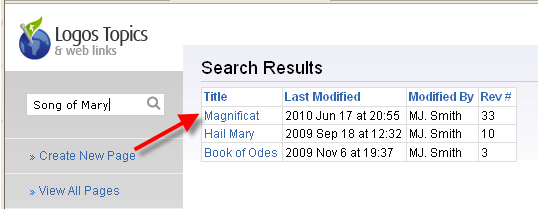 Logos Topics
& web links
Song of Mary
» Create New Page
» View All Pages
Search Results
Title Last Modified Modified By Rev #
Magnificat 2010 Jun 17 at 20:55 MJ. Smith 33
Hail Mary 2009 Sep 18 at 12:32 MJ. Smith 10
Book of Odes 2009 Nov 6 at 19:37 MJ. Smith 3